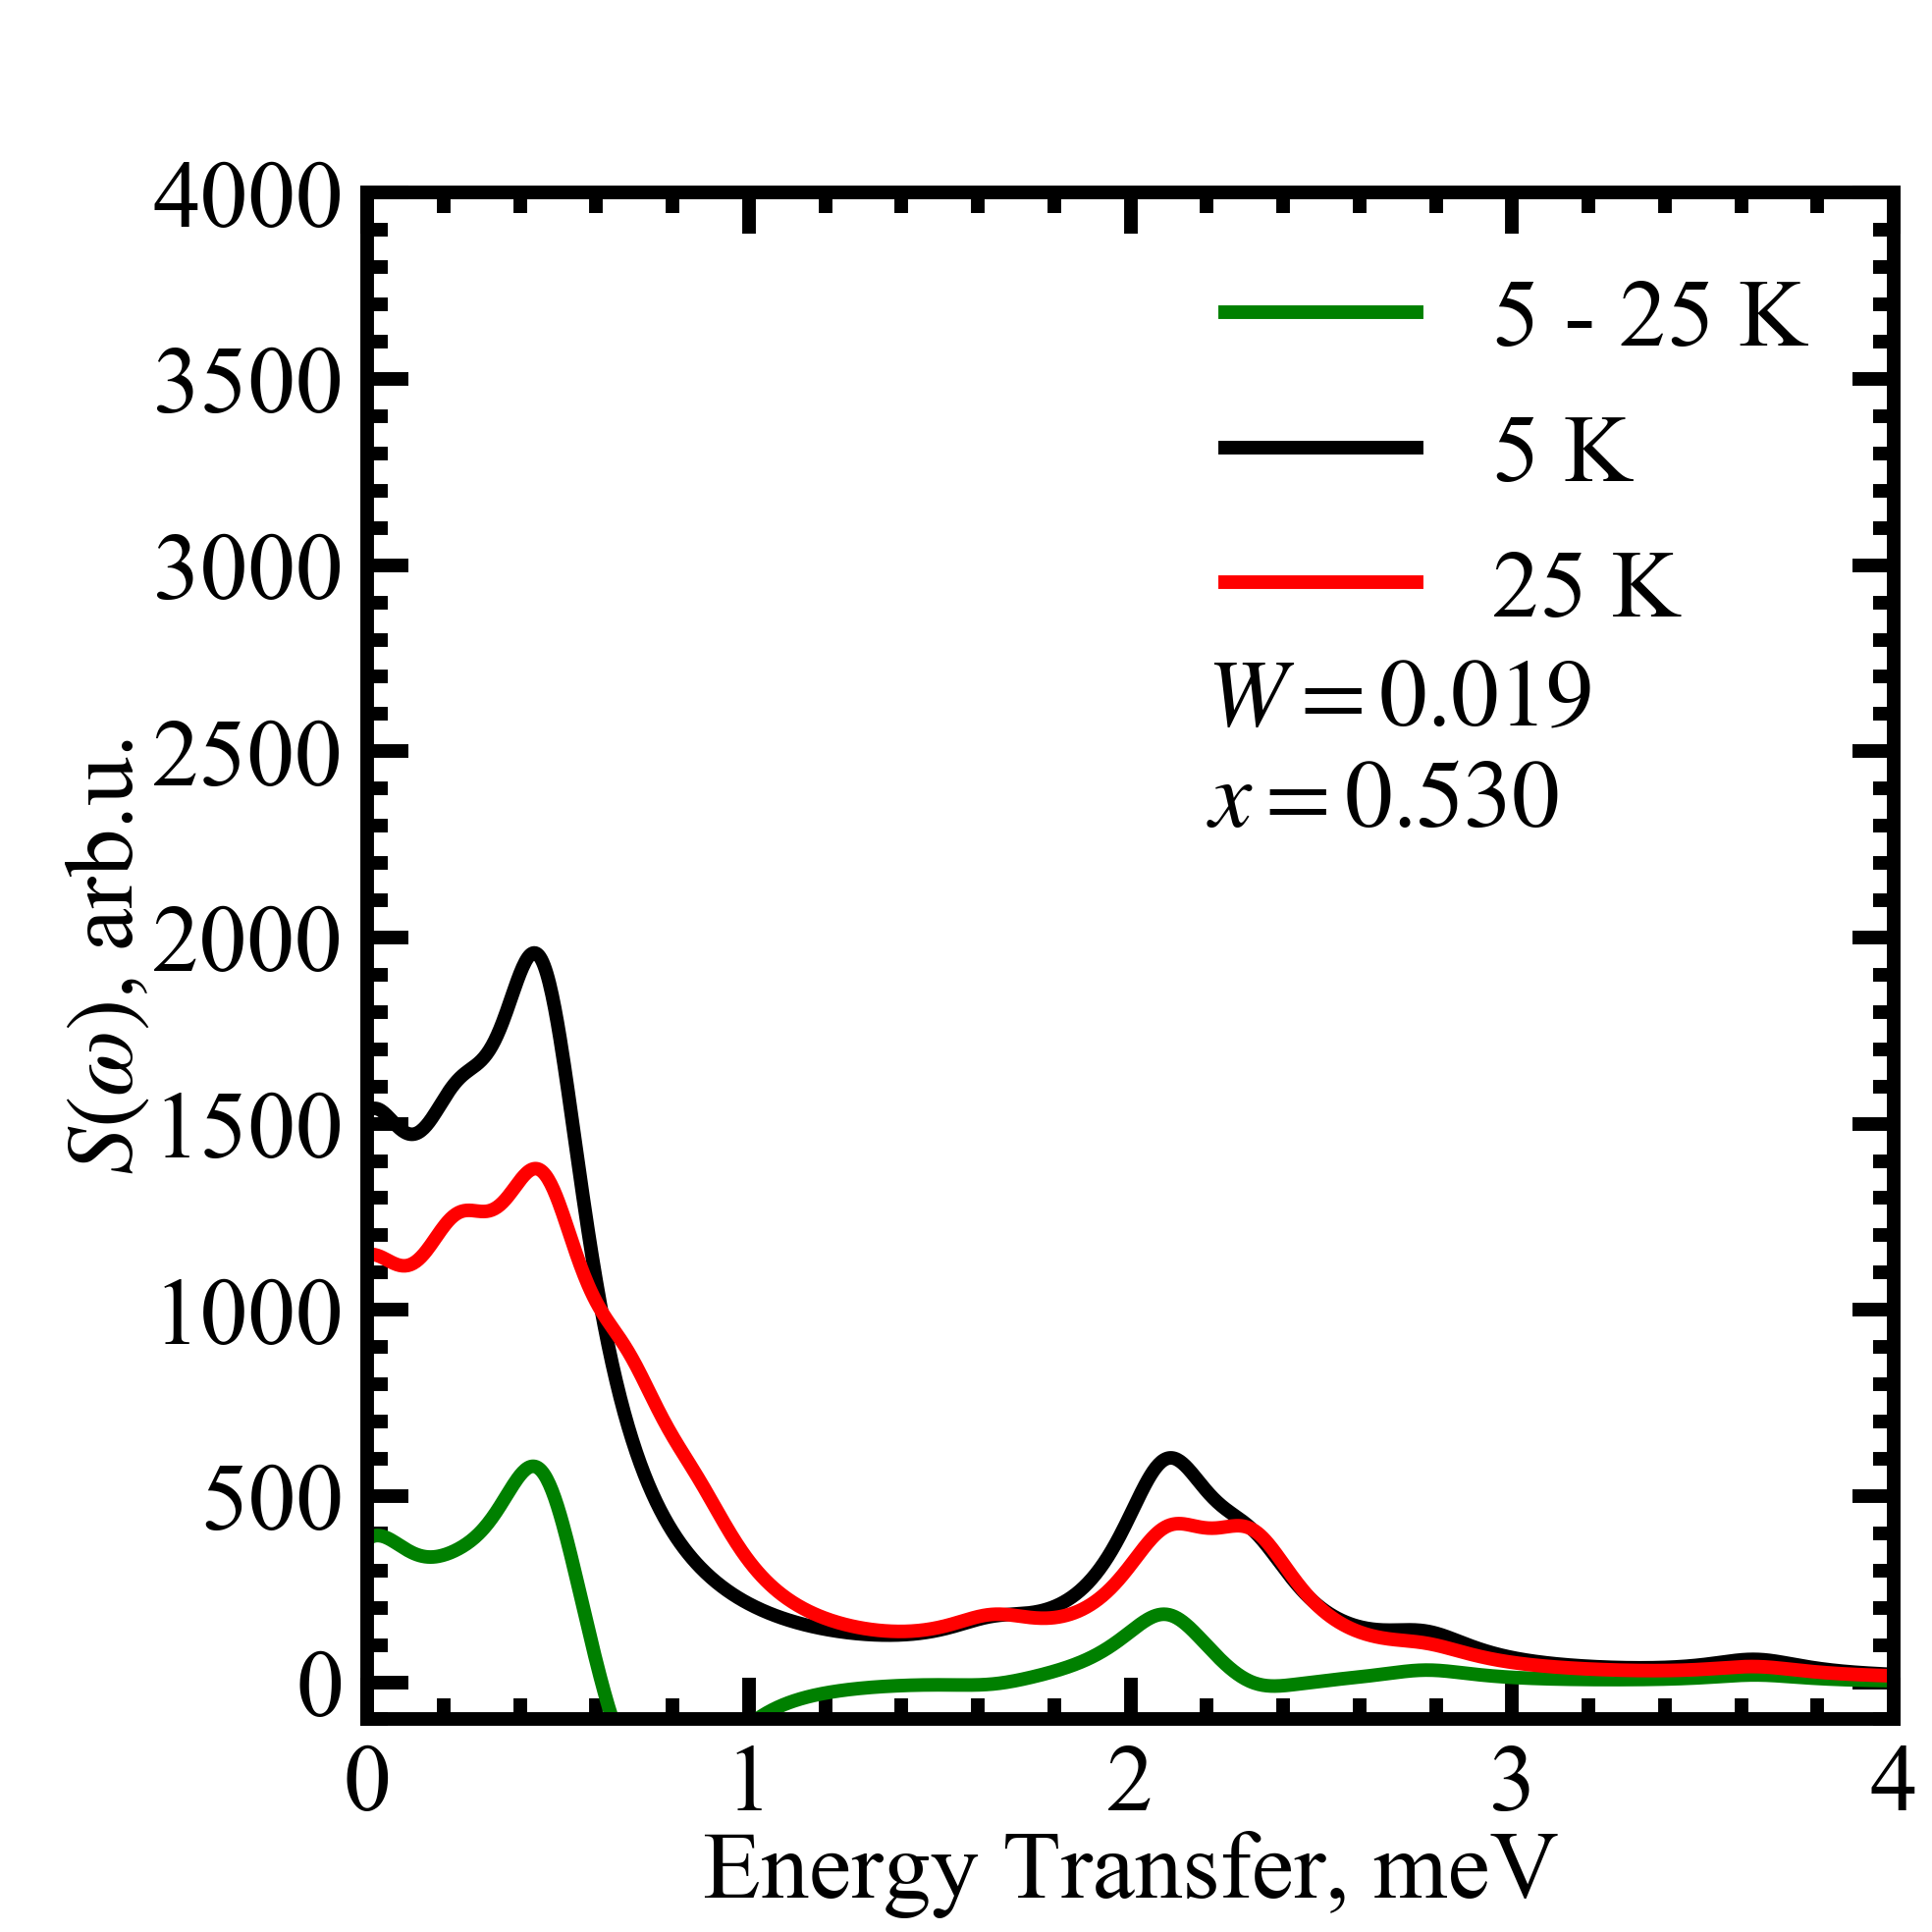 4000
3500
3000
2500
2000
1500
1000
500
0
S(ω), arb.u.
5 - 25 K
5 K
25 K
W=0.019
x=0.530
0 1 2 3 4
Energy Transfer, meV